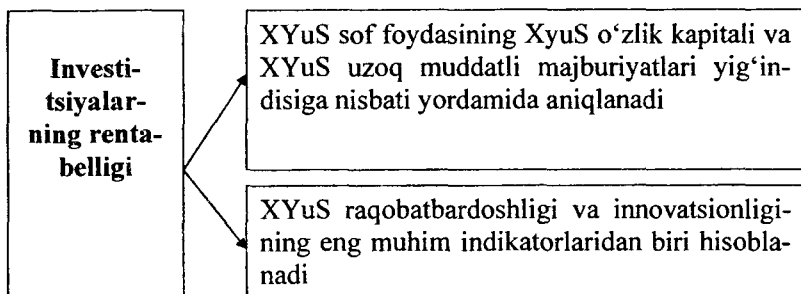 Investi-
tsiyalar-
ning renta-
belligi
XYuS sof foydasining XyuS o‘zlik kapitali va
XYuS uzoq muddatli majburiyatlari yig‘in-
disiga nisbati yordamida aniqlanadi
XYuS raqobatbardoshligi va innovatsionligi-
ning eng muhim indikatorlaridan biri hisobla-
nadi